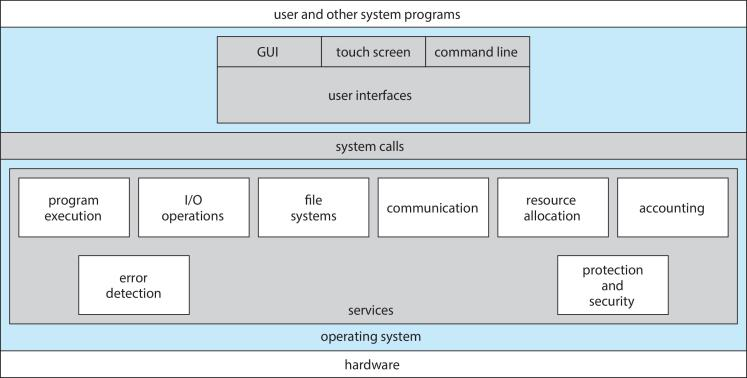 user and other system programs
GUI
touch screen
command line
user interfaces
system calls
program
execution
I/O
operations
file
systems
communication
resource
allocation
accounting
error
detection
protection
and
security
services
operating system
hardware